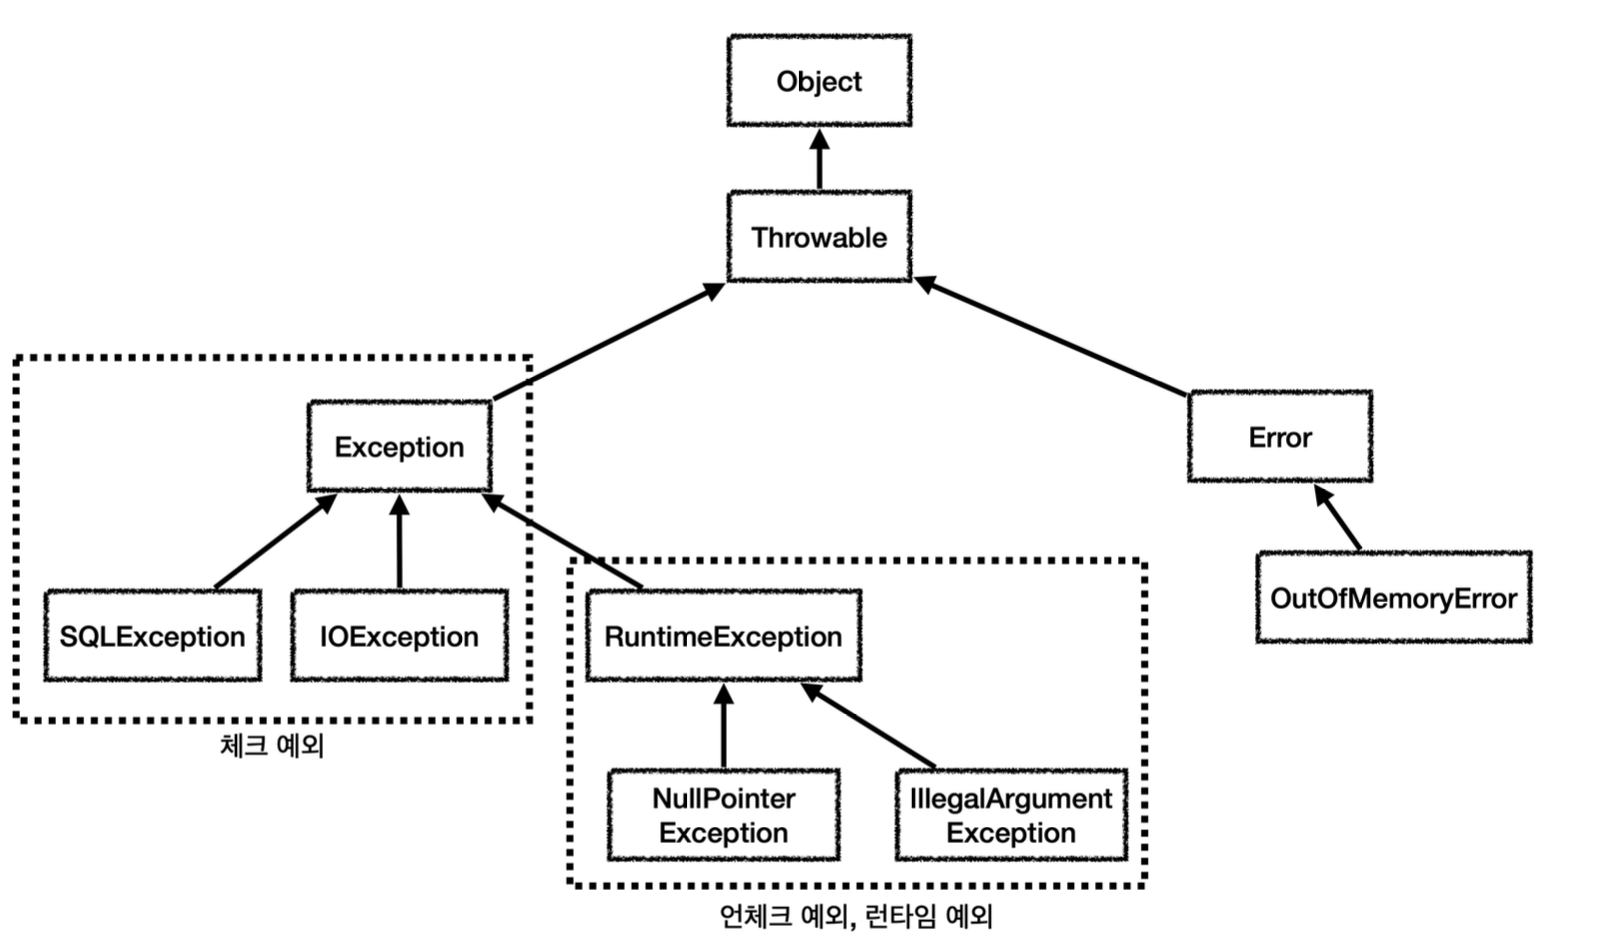 Object
Throwable
Exception
Error
SQLException
IOException
RuntimeException
OutOfMemoryError
체크 예외
NullPointer
Exception
IllegalArgument
Exception
언체크 예외, 런타임 예외